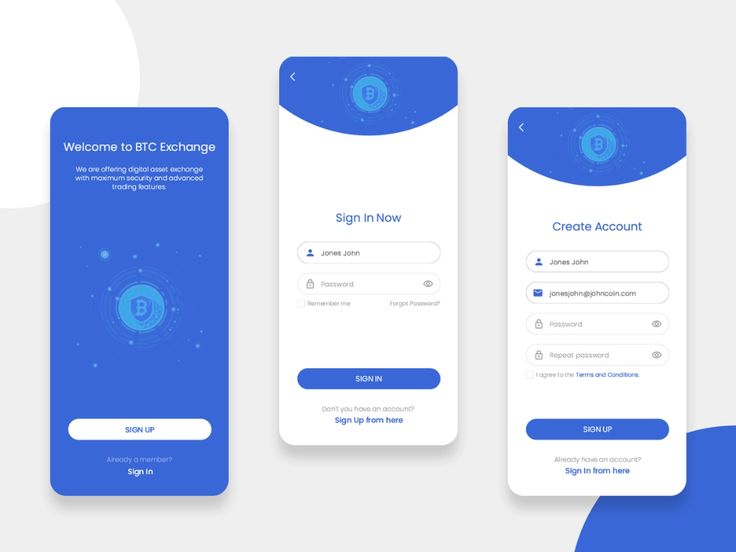 Welcome to BTC Exchange
We are offering digital asset exchange
with maximum security and advanced
trading features.
SIGN UP
Already a member?
Sign In
Sign In Now
Jones John
Password
Remember me
Forgot Password?
SIGN IN
Don't you have an account?
Sign Up from here
Create Account
Jones John
jonesjohn@johncoin.com
Password
Repeat password
I agree to the Terms and Conditions.
SIGN UP
Already have an account?
Sign In from here